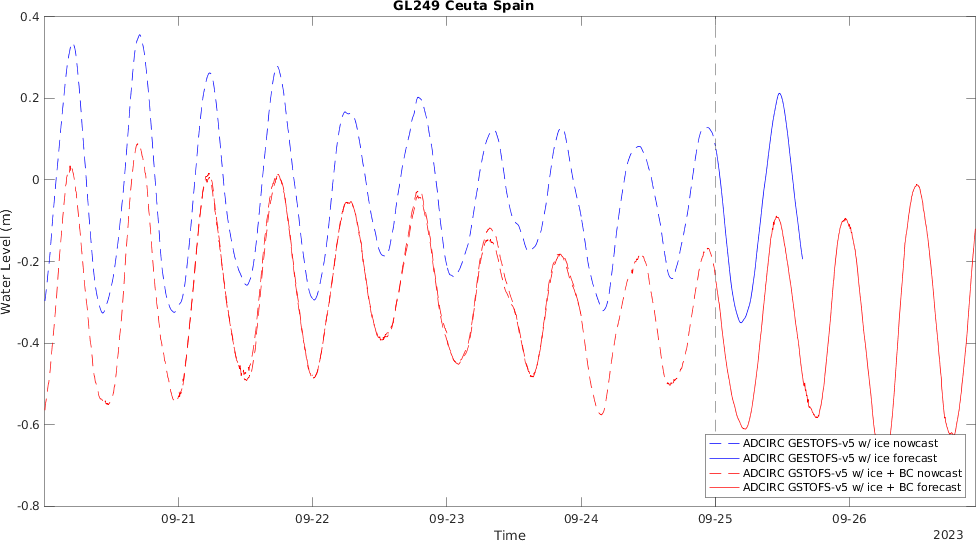 GL249 Ceuta Spain
Water Level (m)
0.4
0.2
0
-0.2
-0.4
-0.6
-0.8
09-21
09-22
09-23
09-24
09-25
09-26
Time
2023
ADCIRC GESTOFS-v5 w/ ice nowcast
ADCIRC GESTOFS-v5 w/ ice forecast
ADCIRC GSTOFS-v5 w/ ice + BC nowcast
ADCIRC GSTOFS-v5 w/ ice + BC forecast